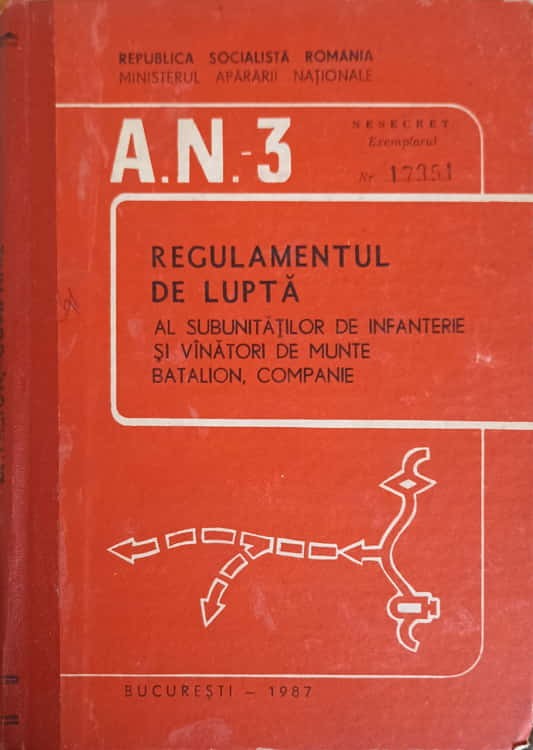 REPUBLICA SOCIALISTĂ ROMÂNIA
MINISTERUL APĂRĂRII NAȚIONALE
A.N.-3
NESECRET
Exemplarul
Nr. 17351
REGULAMENTUL
DE LUPTĂ
AL SUBUNITĂȚILOR DE INFANTERIE
ȘI VÎNĂTORI DE MUNTE
BATALION, COMPANIE
BUCUREȘTI – 1987